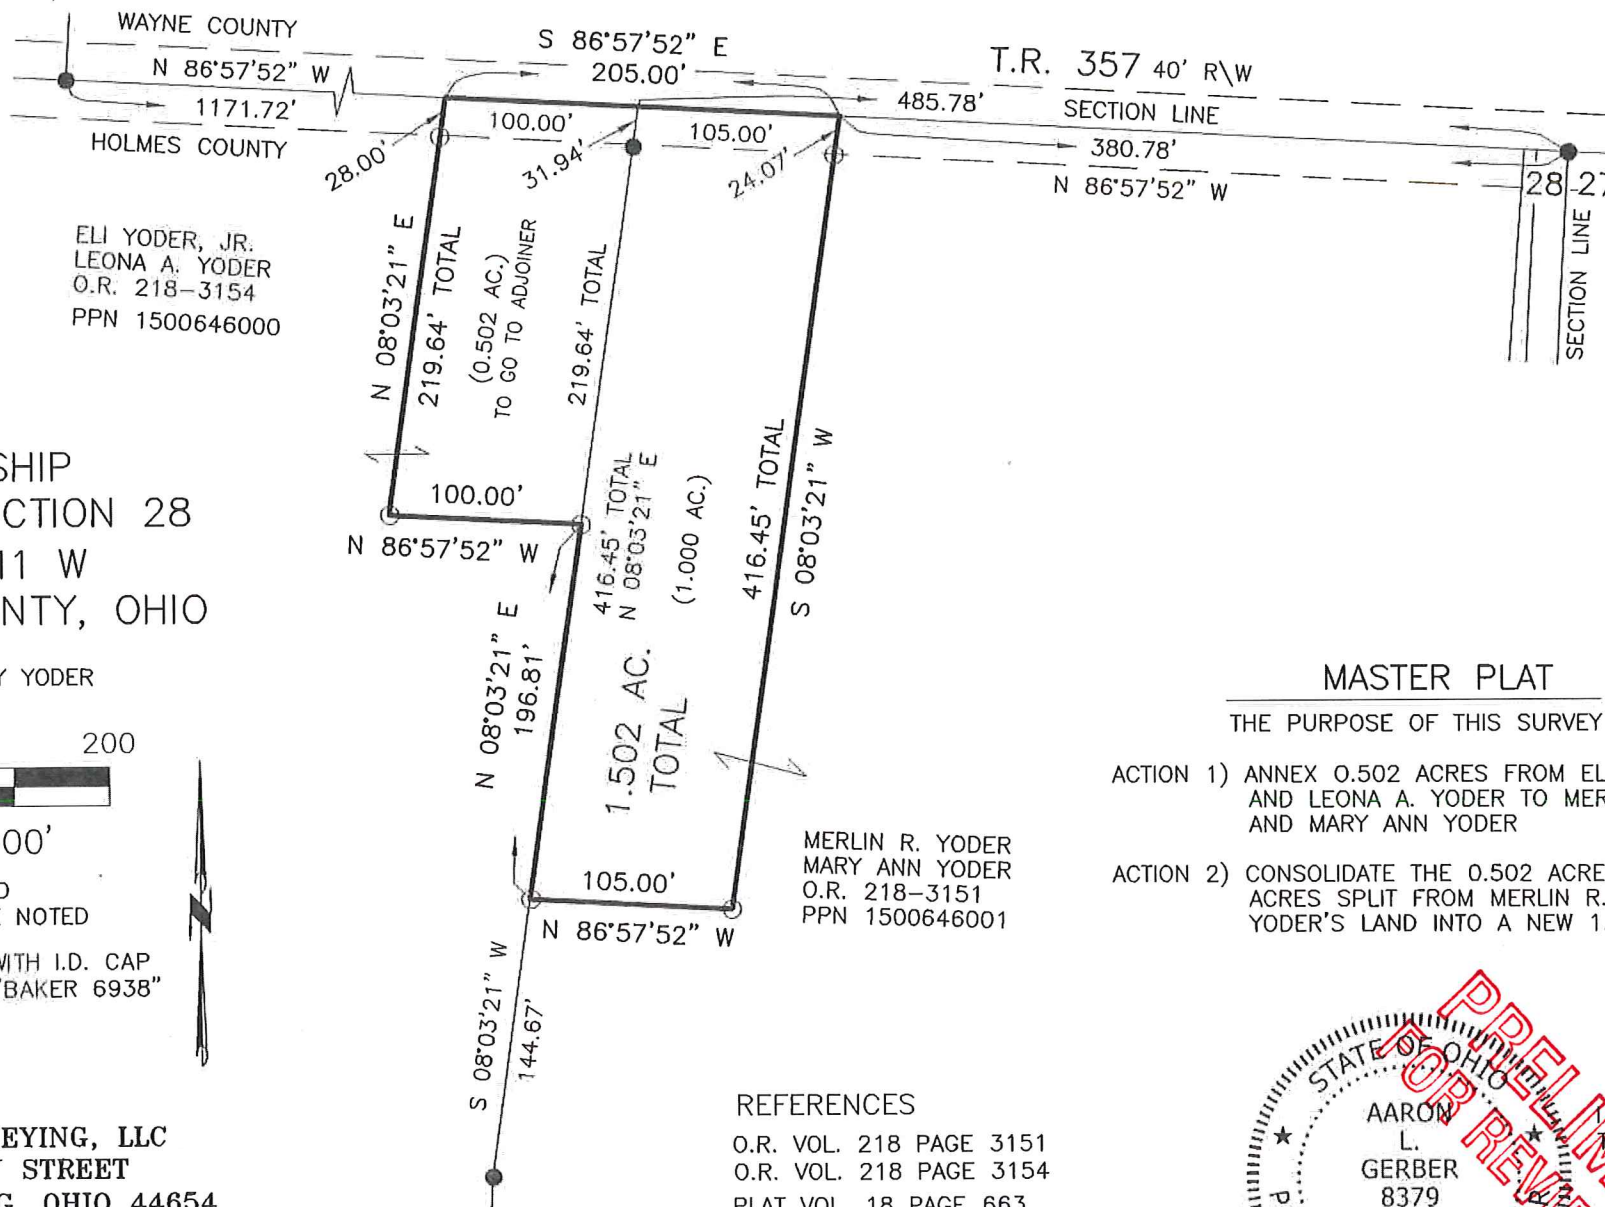 WAYNE COUNTY
N 86°57'52" W
1171.72'
HOLMES COUNTY
S 86°57'52" E
205.00'
T.R. 357 40' R\W
485.78'
SECTION LINE
380.78'
N 86°57'52" W
28 27
SECTION LINE
100.00'
105.00'
28.00'
31.94'
24.07'
ELI YODER, JR.
LEONA A. YODER
O.R. 218-3154
PPN 1500646000
N 08°03'21" E
219.64' TOTAL
(0.502 AC.)
TO GO TO ADJOINER
219.64' TOTAL
100.00'
N 86°57'52" W
416.45' TOTAL
N 08°03'21" E
(1.000 AC.)
416.45' TOTAL
S 08°03'21" W
N 08°03'21" E
196.81'
1.502 AC.
TOTAL
105.00'
N 86°57'52" W
S 08°03'21" W
144.67'
MERLIN R. YODER
MARY ANN YODER
O.R. 218-3151
PPN 1500646001
SHIP
CTION 28
11 W
NTY, OHIO
Y YODER
200
00'
E NOTED
WITH I.D. CAP
"BAKER 6938"
EYING, LLC
STREET
G, OHIO 44654
MASTER PLAT
THE PURPOSE OF THIS SURVEY
ACTION 1) ANNEX 0.502 ACRES FROM EL
AND LEONA A. YODER TO MER
AND MARY ANN YODER
ACTION 2) CONSOLIDATE THE 0.502 ACRE
ACRES SPLIT FROM MERLIN R.
YODER'S LAND INTO A NEW 1.
REFERENCES
O.R. VOL. 218 PAGE 3151
O.R. VOL. 218 PAGE 3154
PLAT VOL. 18 PAGE 663
STATE OF OHIO
AARON
L.
GERBER
8379
PRELIM
FOR REVI